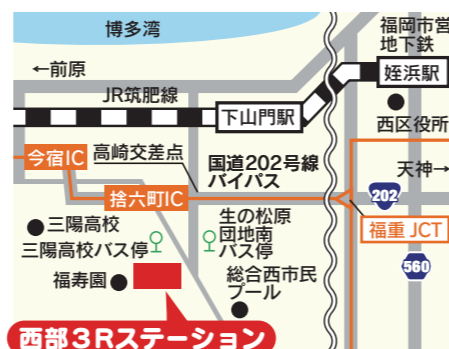 博多湾
福岡市営
地下鉄
←前原
姪浜駅
JR筑肥線
下山門駅
西区役所
今宿IC
高崎交差点
国道202号線
バイパス
天神→
捨六町IC
202
三陽高校
生の松原
団地南
バス停
福重JCT
三陽高校バス停
560
福寿園
総合西市民
プール
西部3Rステーション